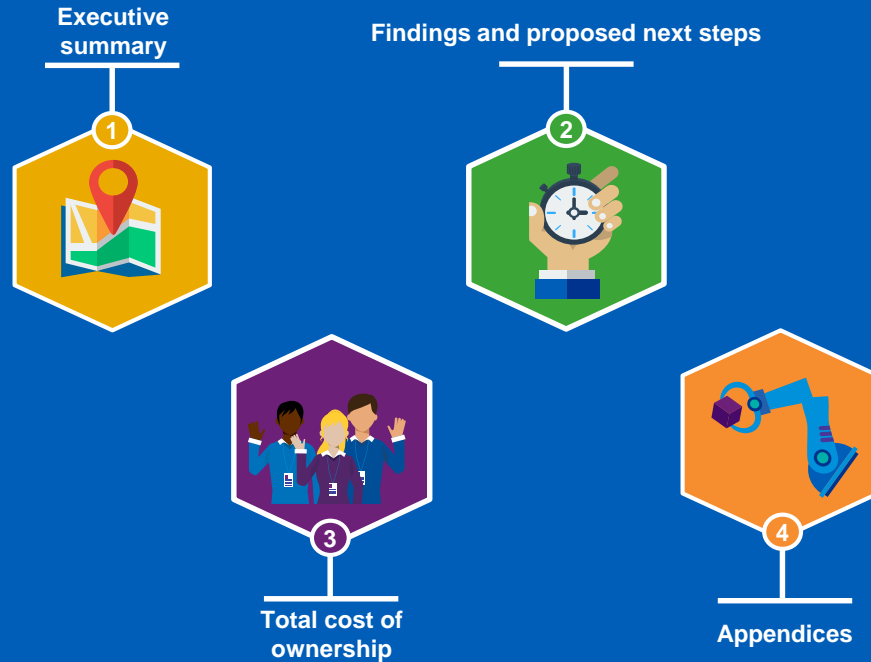 Executive
summary
1
Findings and proposed next steps
2
3
Total cost of
ownership
4
Appendices